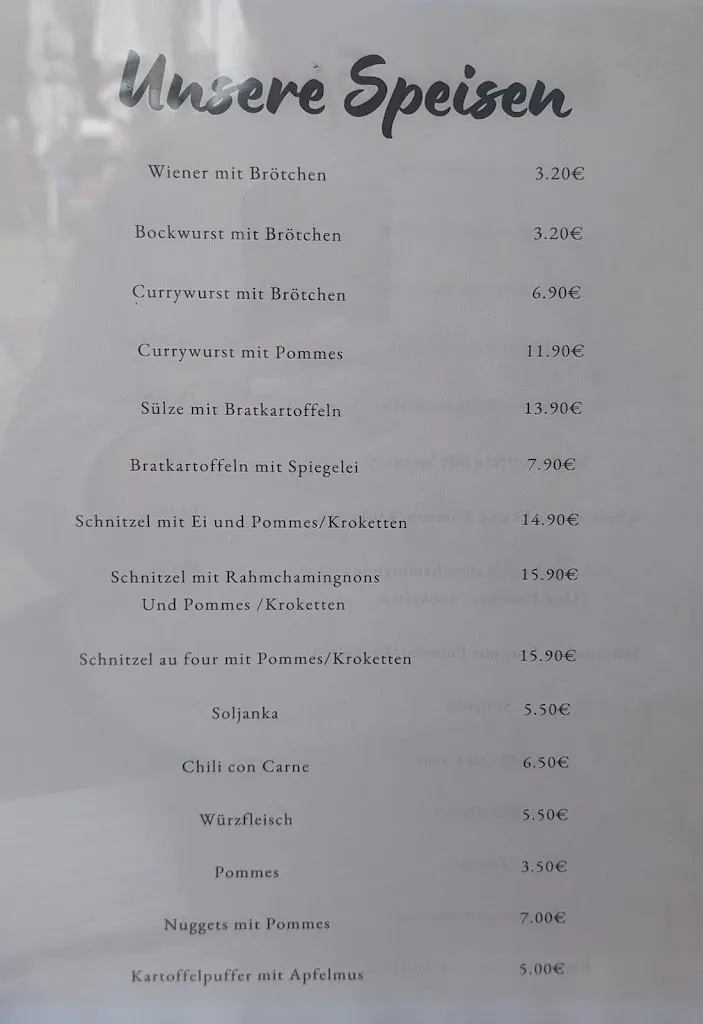 Unsere Speisen
Wiener mit Brötchen 3.20€
Bockwurst mit Brötchen 3.20€
Currywurst mit Brötchen 6.90€
Currywurst mit Pommes 11.90€
Sülze mit Bratkartoffeln 13.90€
Bratkartoffeln mit Spiegelei 7.90€
Schnitzel mit Ei und Pommes/Kroketten 14.90€
Schnitzel mit Rahmchamingnons 15.90€
Und Pommes /Kroketten
Schnitzel au four mit Pommes/Kroketten 15.90€
Soljanka 5.50€
Chili con Carne 6.50€
Würzfleisch 5.50€
Pommes 3.50€
Nuggets mit Pommes 7.00€
Kartoffelpuffer mit Apfelmus 5.00€